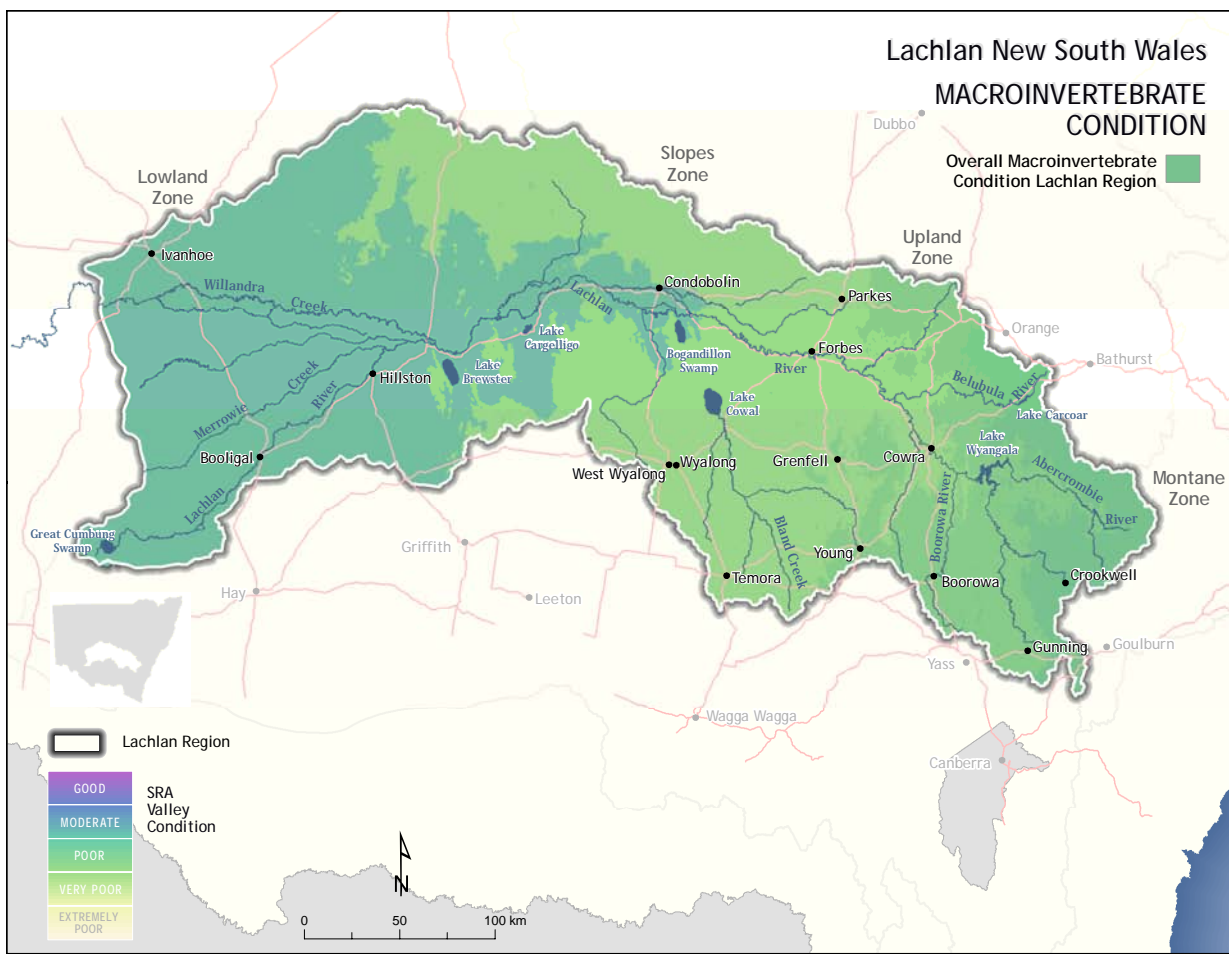 Lachlan New South Wales
MACROINVERTEBRATE
CONDITION
Overall Macroinvertebrate
Condition Lachlan Region
Dubbo
Slopes
Zone
Lowland
Zone
Upland
Zone
Ivanhoe
Willandra
Creek
Condobolin
Lachlan
Parkes
Orange
Lake
Cargelligo
Bogandillon
Swamp
Forbes
River
Bathurst
Hillston
Lake
Brewster
Merrowie
Creek
River
Belubula
River
Lake Carcoar
Lake
Cowal
Lake
Wyangala
Booligal
West Wyalong
Wyalong
Grenfell
Cowra
Abercrombie
River
Montane
Zone
Lachlan
Great Cumbung
Swamp
Griffith
Bland Creek
Young
Boorowa River
Hay
Leeton
Temora
Boorowa
Crookwell
Gunning
Goulburn
Yass
Wagga Wagga
Canberra
Lachlan Region
GOOD
MODERATE
POOR
VERY POOR
EXTREMELY
POOR
SRA
Valley
Condition
N
0 50 100 km